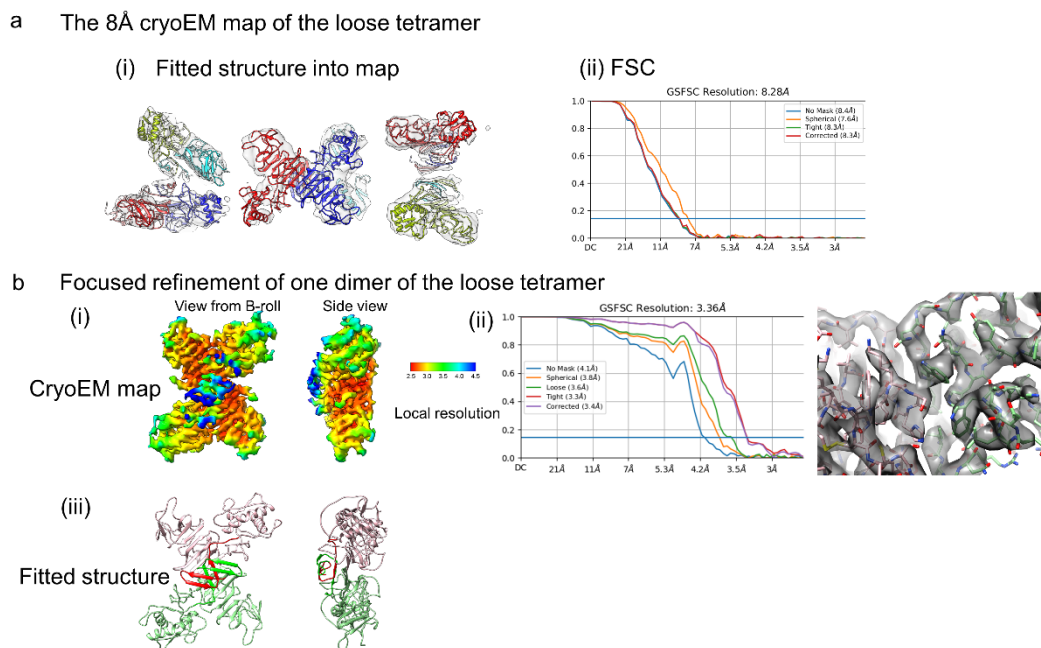 a The 8Å cryoEM map of the loose tetramer
(i) Fitted structure into map
(ii) FSC
GSFSC Resolution: 8.28Å
1.0
0.8
0.6
0.4
0.2
0.0
DC 21Å 11Å 7Å 5.3Å 4.2Å 3.5Å 3Å
No Mask (8.4Å)
Spherical (7.6Å)
Tight (8.3Å)
Corrected (8.3Å)
b Focused refinement of one dimer of the loose tetramer
(i)
View from B-roll Side view
CryoEM map
2.5 3.0 3.5 4.0 4.5
Local resolution
(ii)
GSFSC Resolution: 3.36Å
1.0
0.8
0.6
0.4
0.2
0.0
No Mask (4.1Å)
Spherical (3.8Å)
Loose (3.6Å)
Tight (3.3Å)
Corrected (3.4Å)
DC 21Å 11Å 7Å 5.3Å 4.2Å 3.5Å 3Å
(iii)
Fitted structure